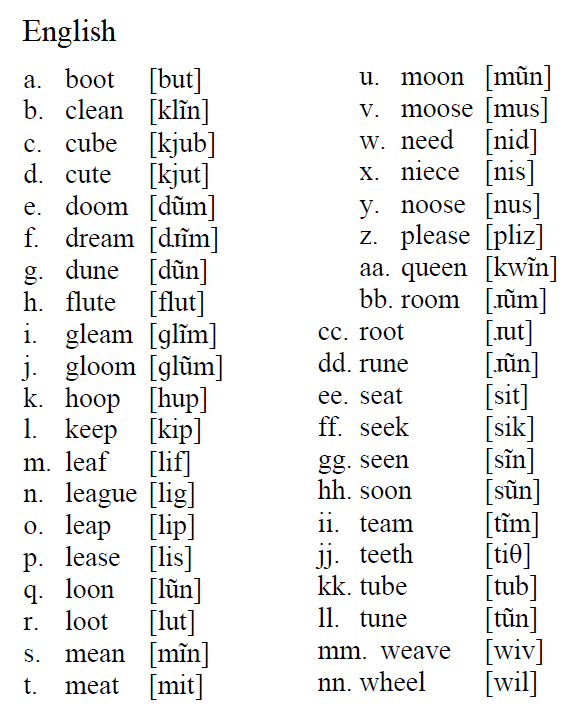 English
a. boot [but]
b. clean [klĩn]
c. cube [kjub]
d. cute [kjut]
e. doom [dũm]
f. dream [dɹĩm]
g. dune [dũn]
h. flute [flut]
i. gleam [ɡlĩm]
j. gloom [ɡlũm]
k. hoop [hup]
l. keep [kip]
m. leaf [lif]
n. league [liɡ]
o. leap [lip]
p. lease [lis]
q. loon [lũn]
r. loot [lut]
s. mean [mĩn]
t. meat [mit]
u. moon [mũn]
v. moose [mus]
w. need [nid]
x. niece [nis]
y. noose [nus]
z. please [pliz]
aa. queen [kwĩn]
bb. room [ɹũm]
cc. root [ɹut]
dd. rune [ɹũn]
ee. seat [sit]
ff. seek [sik]
gg. seen [sĩn]
hh. soon [sũn]
ii. team [tĩm]
jj. teeth [tiθ]
kk. tube [tub]
ll. tune [tũn]
mm. weave [wiv]
nn. wheel [wil]